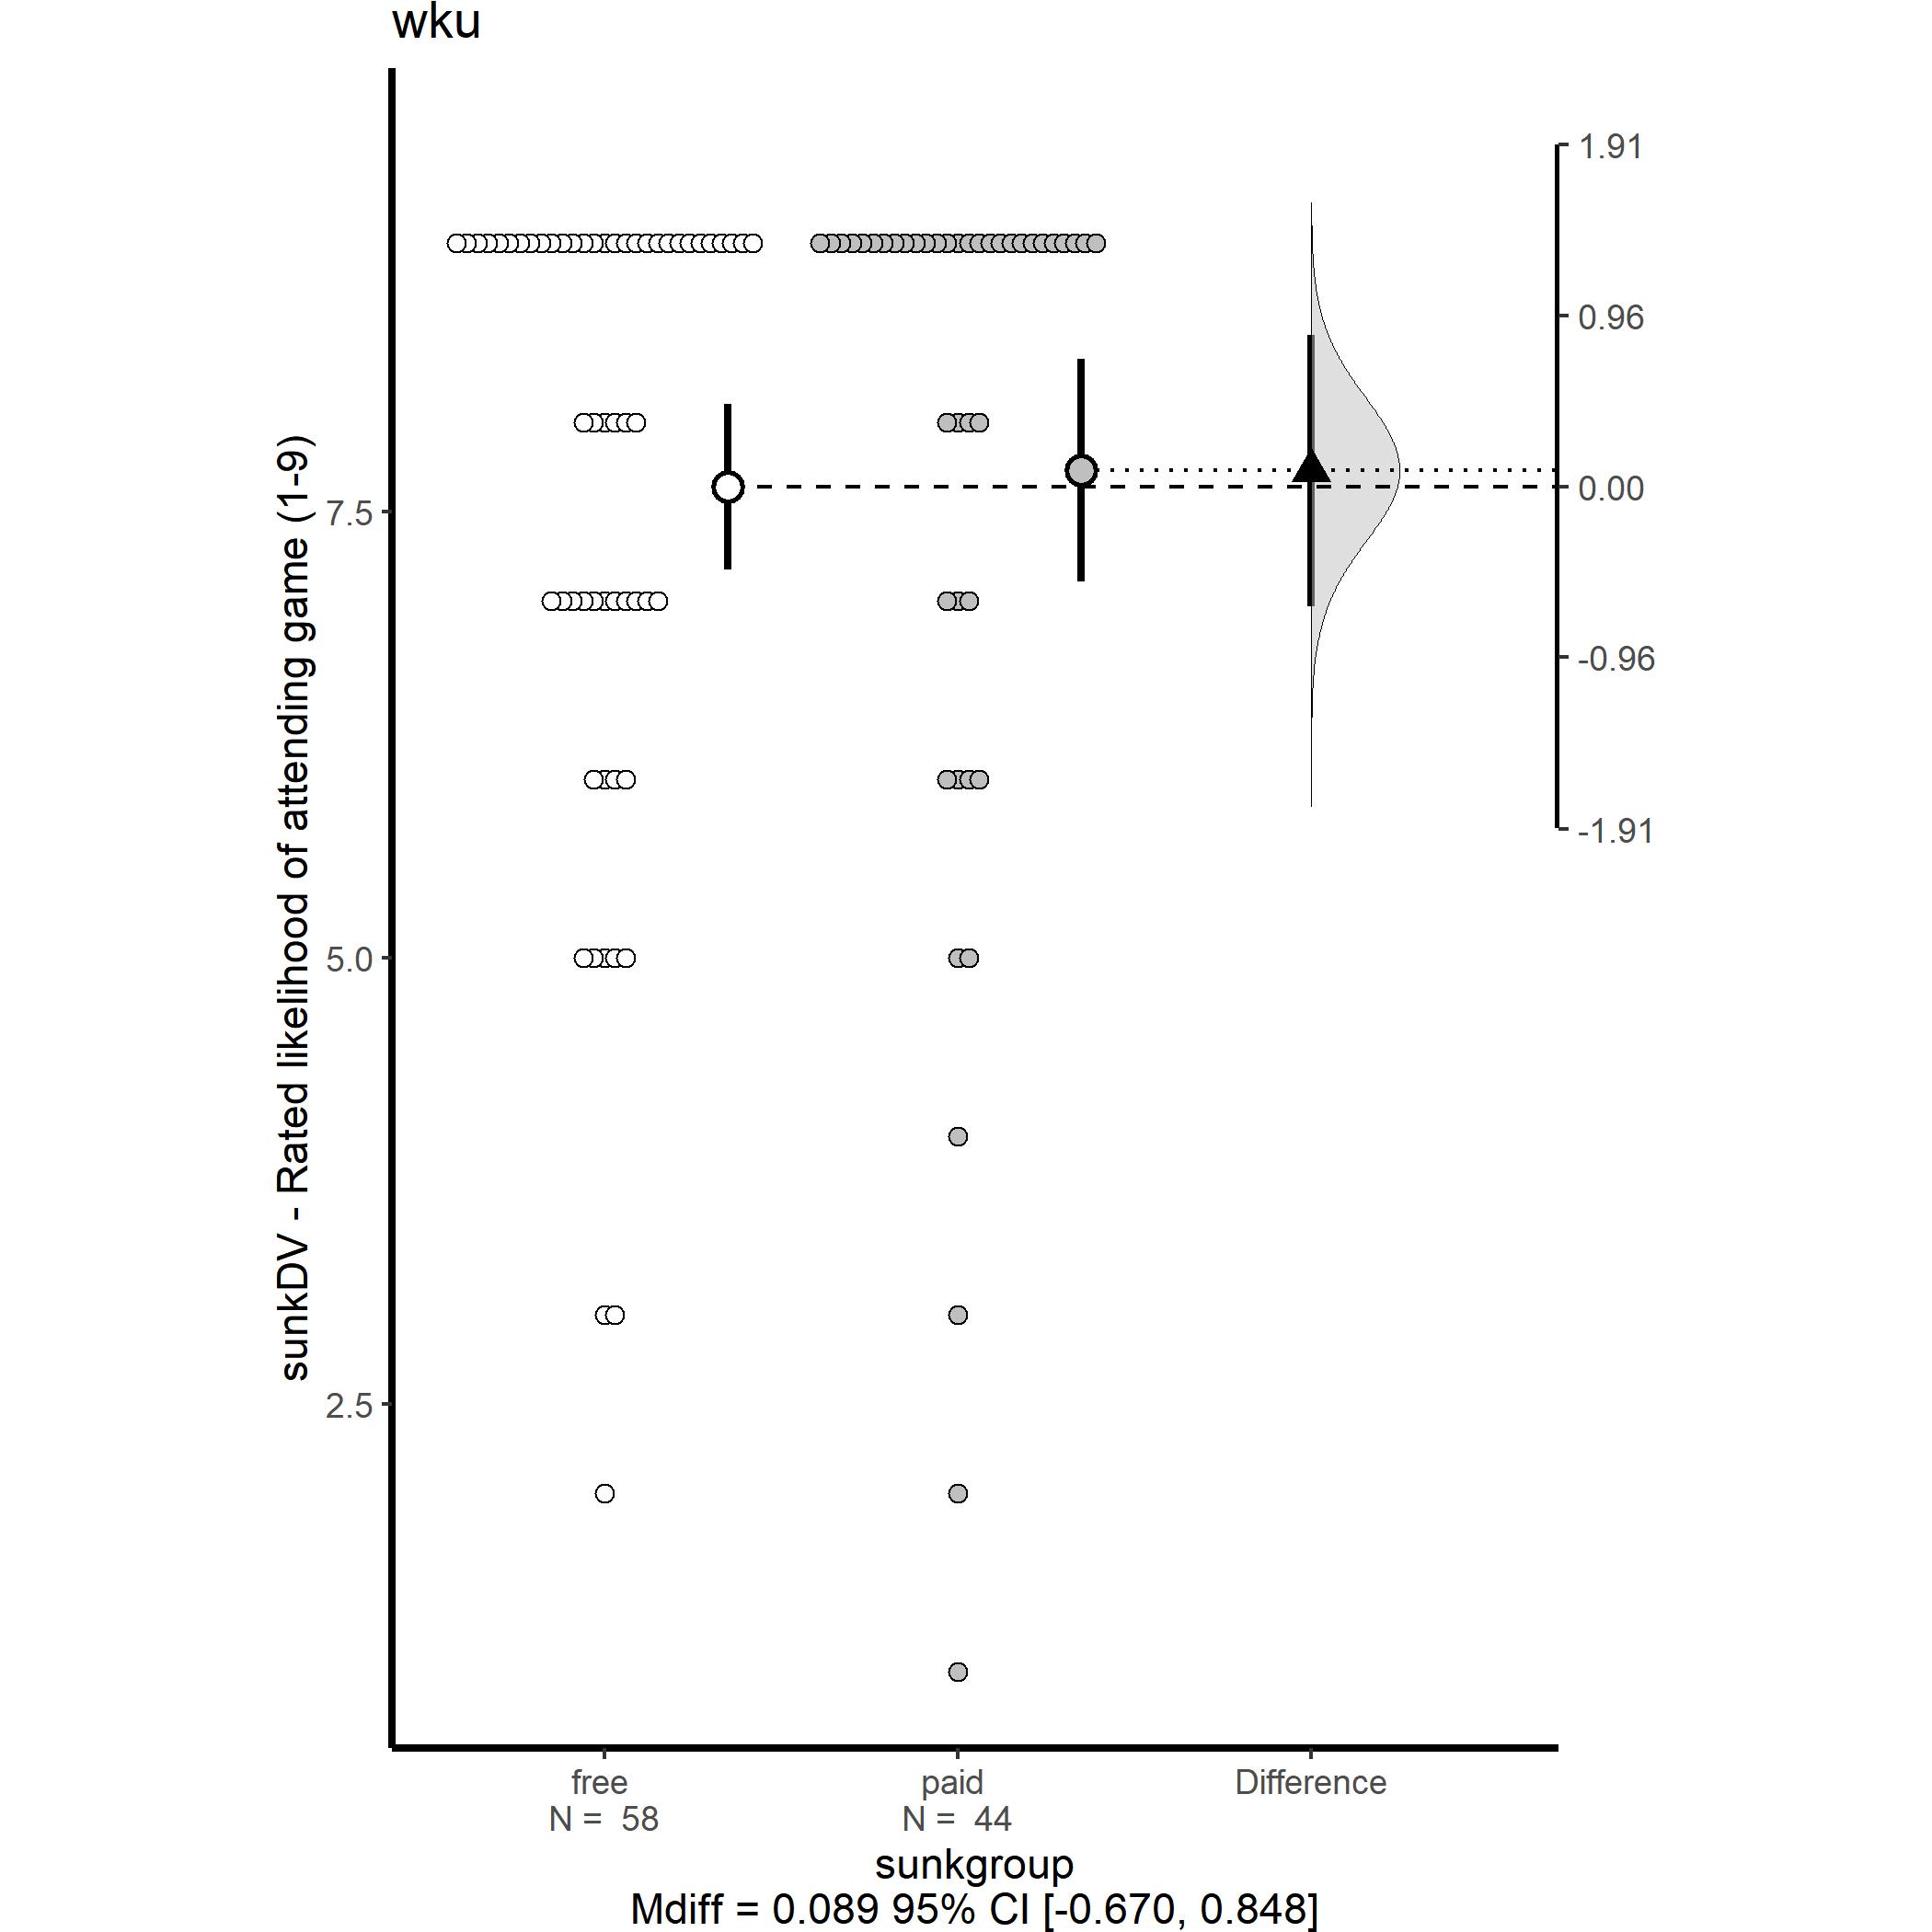 wku
sunkDV - Rated likelihood of attending game (1-9)
7.5
5.0
2.5
1.91
0.96
0.00
-0.96
-1.91
free
N =  58
paid
N =  44
Difference
sunkgroup
Mdiff = 0.089 95% CI [-0.670, 0.848]